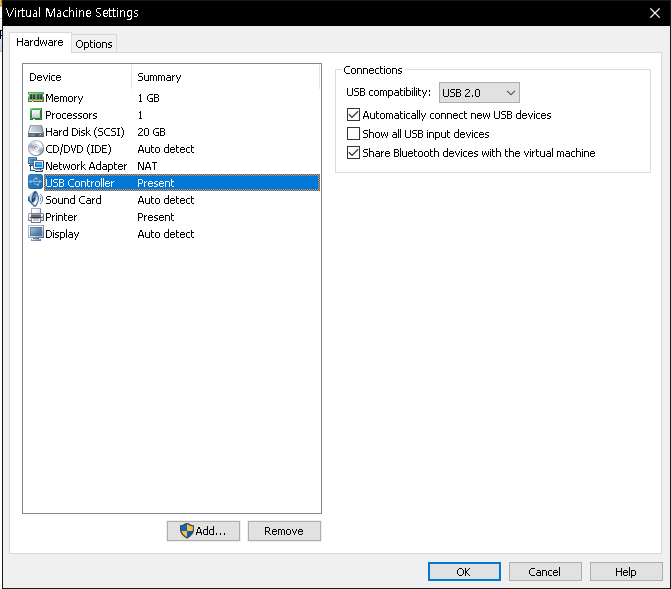 Virtual Machine Settings
Hardware
Options
Device Summary
Memory 1 GB
Processors 1
Hard Disk (SCSI) 20 GB
CD/DVD (IDE) Auto detect
Network Adapter NAT
USB Controller Present
Sound Card Auto detect
Printer Present
Display Auto detect
Add...
Remove
Connections
USB compatibility: USB 2.0
Automatically connect new USB devices
Show all USB input devices
Share Bluetooth devices with the virtual machine
OK
Cancel
Help